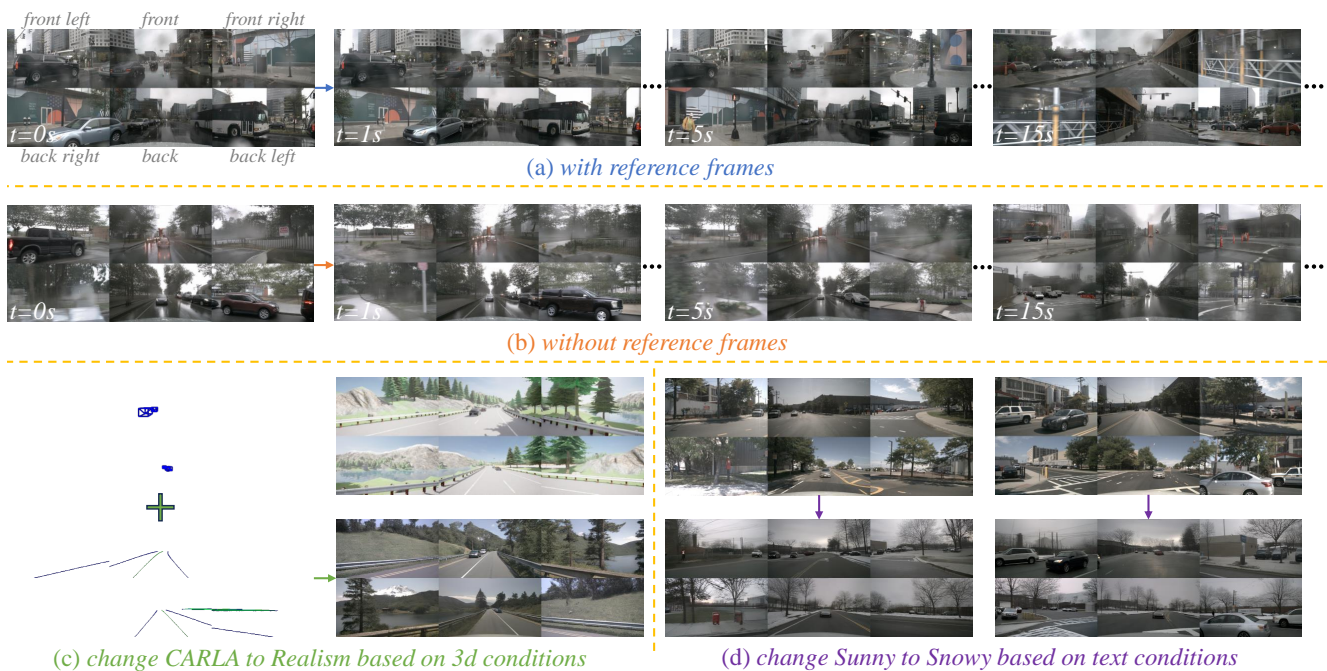 front left front front right
t=0s t=1s t=5s t=15s
back right back back left
(a) with reference frames
t=0s t=1s t=5s t=15s
(b) without reference frames
(c) change CARLA to Realism based on 3d conditions
(d) change Sunny to Snowy based on text conditions